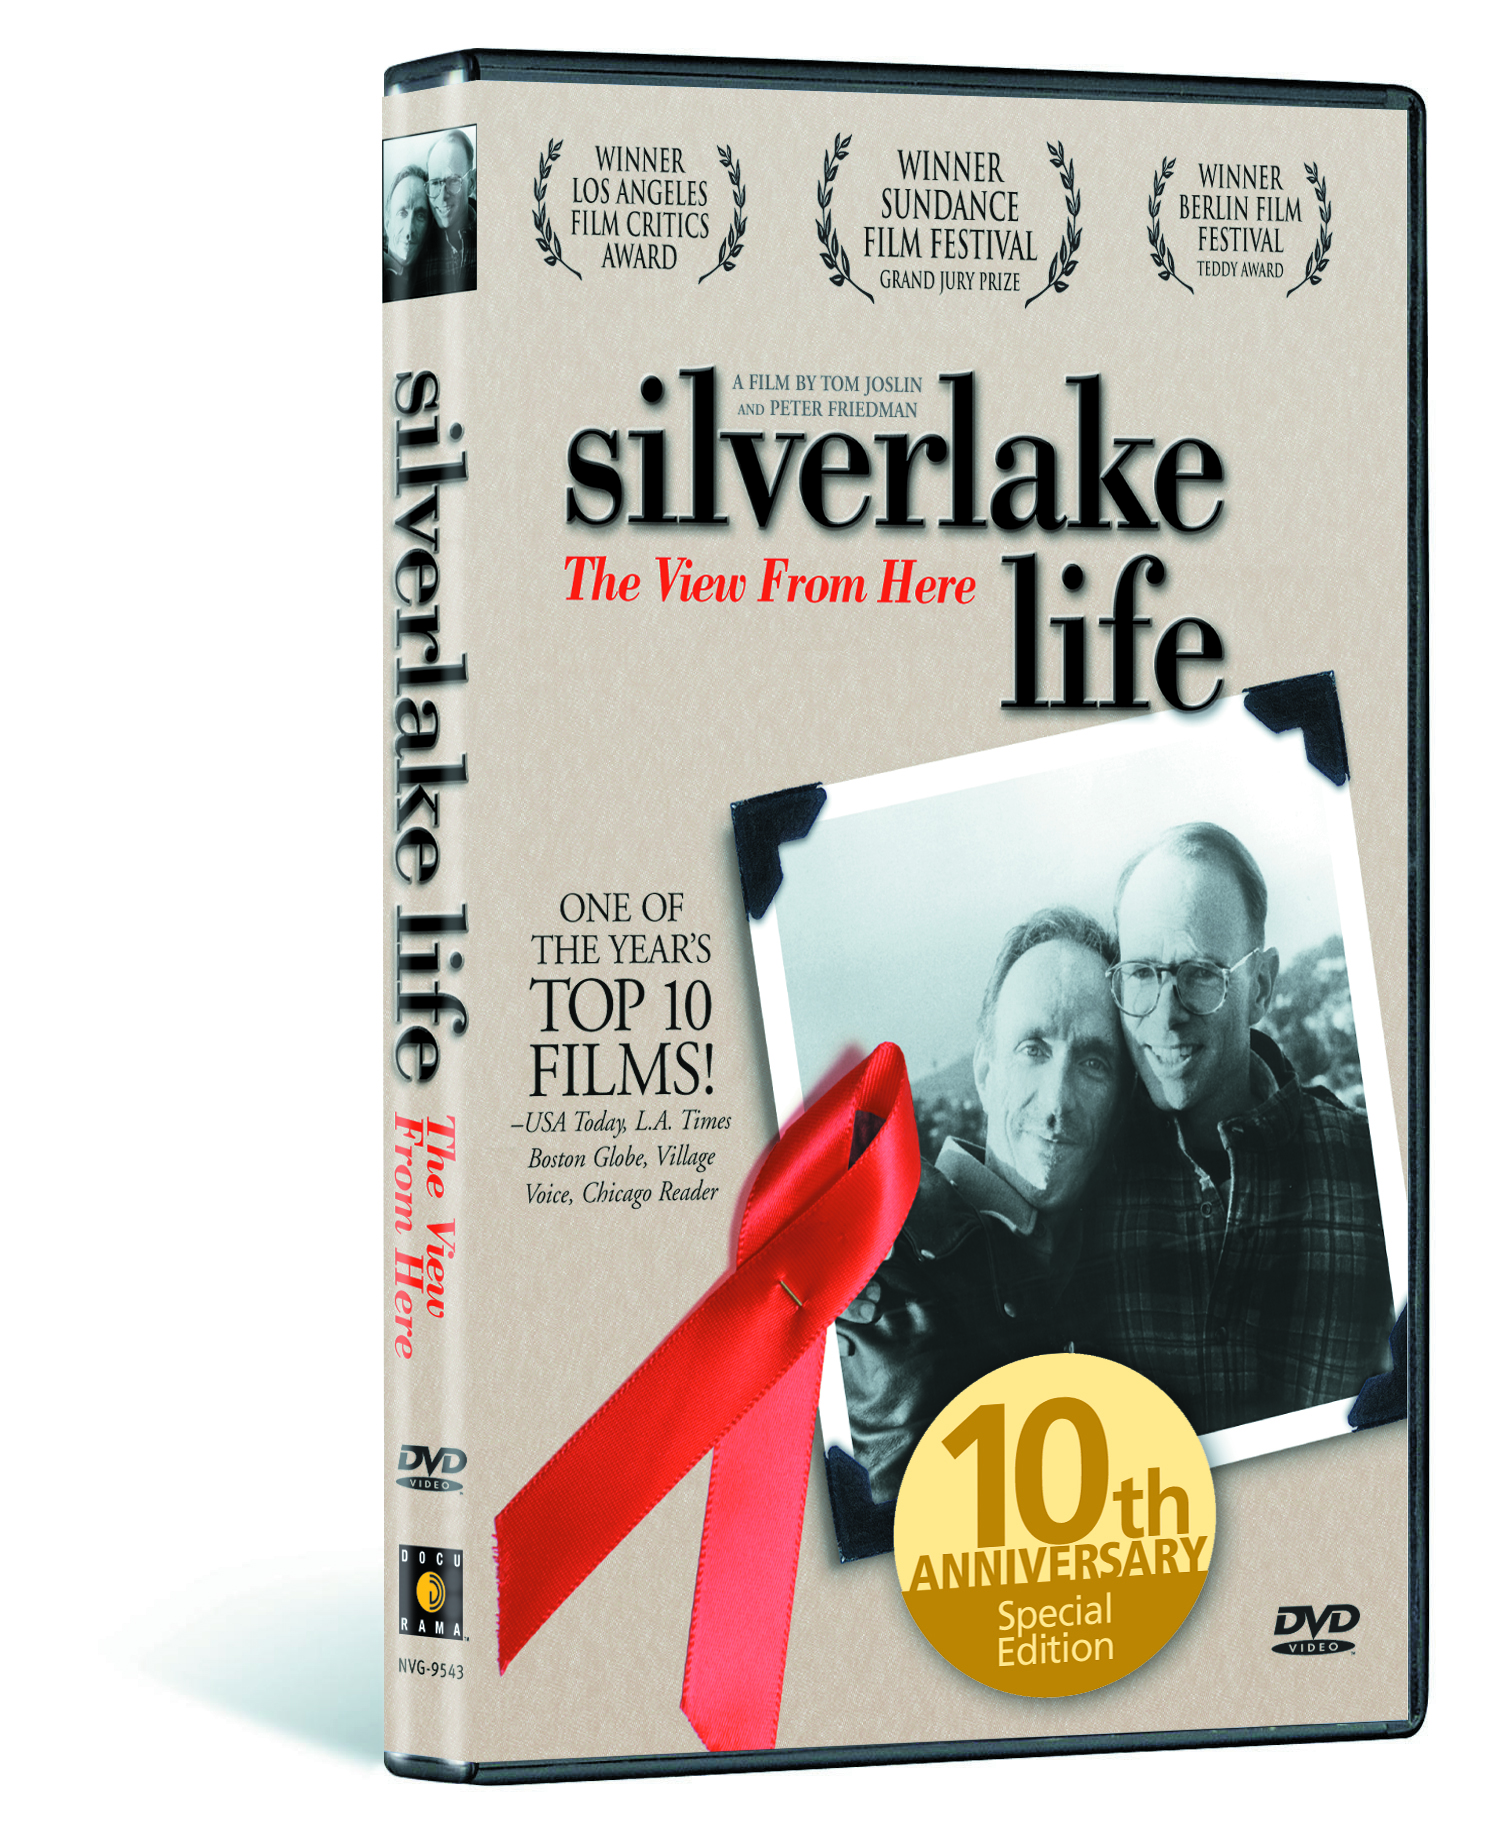 WINNER
LOS ANGELES
FILM CRITICS
AWARD
WINNER
SUNDANCE
FILM FESTIVAL
GRAND JURY PRIZE
WINNER
BERLIN FILM
FESTIVAL
TEDDY AWARD
A FILM BY TOM JOSLIN
AND PETER FRIEDMAN
silverlake
The View From Here
life
ONE OF
THE YEAR'S
TOP 10
FILMS!
–USA Today, L.A. Times
Boston Globe, Village
Voice, Chicago Reader
10th
ANNIVERSARY
Special
Edition
DVD
VIDEO
silverlake life
The View
From Here
DVD
VIDEO
DOCU
RAMA™
NVG-9543